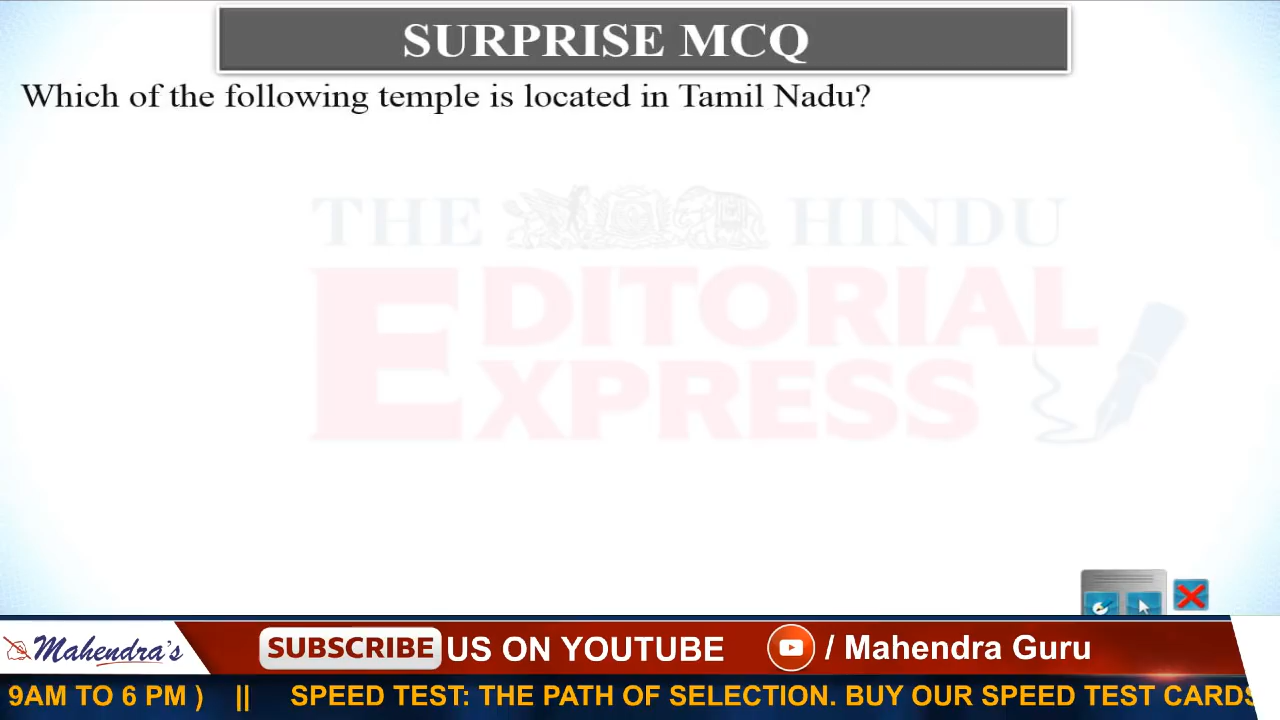 SURPRISE MCQ
Which of the following temple is located in Tamil Nadu?
THE HINDU
EDITORIAL
EXPRESS
Mahendra's
SUBSCRIBE US ON YOUTUBE
/ Mahendra Guru
9AM TO 6 PM ) || SPEED TEST: THE PATH OF SELECTION. BUY OUR SPEED TEST CARDS